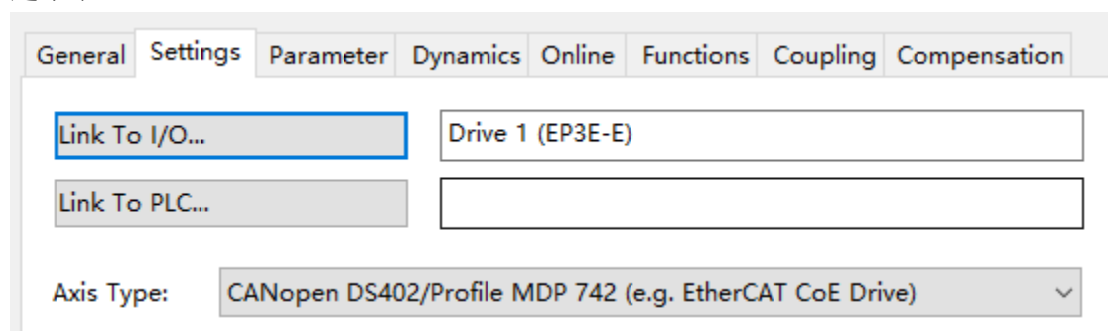 General Settings Parameter Dynamics Online Functions Coupling Compensation
Link To I/O... Drive 1 (EP3E-E)
Link To PLC...
Axis Type: CANopen DS402/Profile MDP 742 (e.g. EtherCAT CoE Drive)